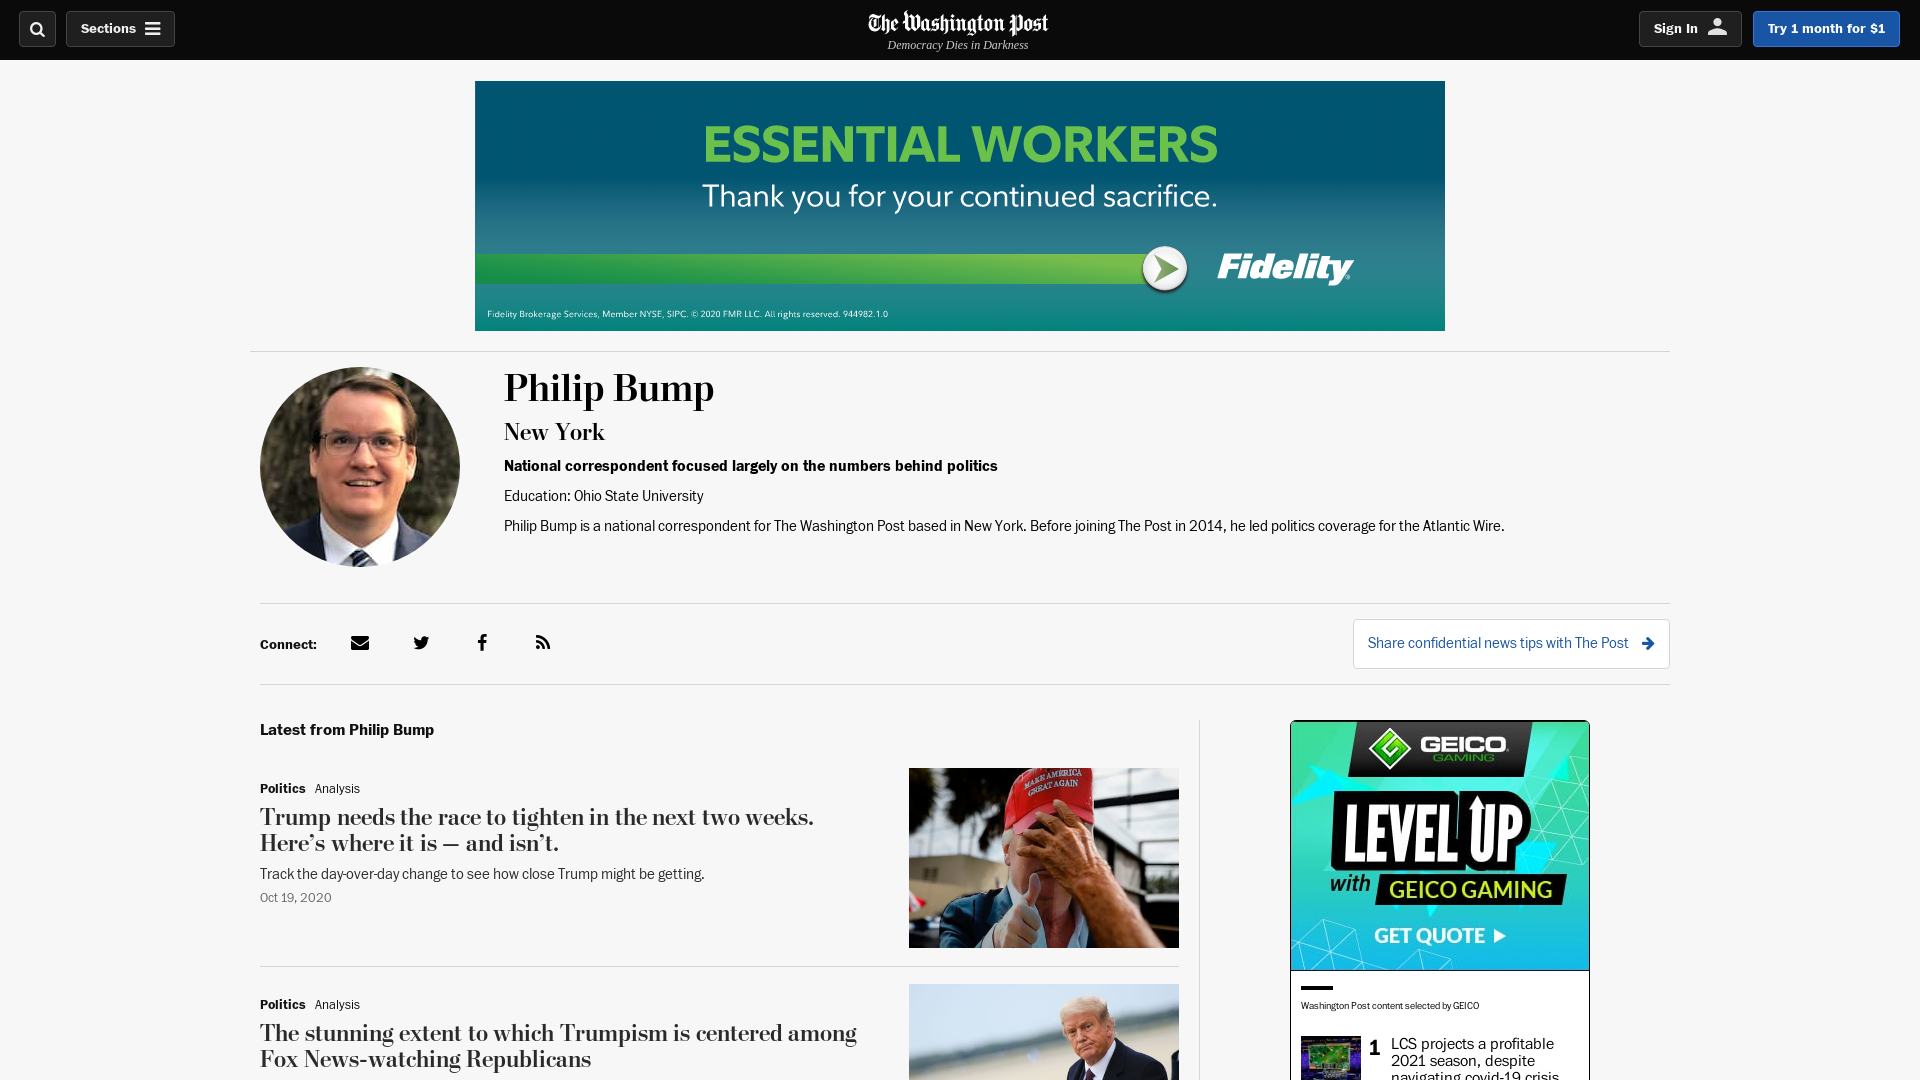 Sections
The Washington Post
Democracy Dies in Darkness
Sign In
Try 1 month for $1
ESSENTIAL WORKERS
Thank you for your continued sacrifice.
Fidelity
Fidelity Brokerage Services, Member NYSE, SIPC. © 2020 FMR LLC. All rights reserved. 944982.1.0
Philip Bump
New York
National correspondent focused largely on the numbers behind politics
Education: Ohio State University
Philip Bump is a national correspondent for The Washington Post based in New York. Before joining The Post in 2014, he led politics coverage for the Atlantic Wire.
Connect:
Share confidential news tips with The Post
Latest from Philip Bump
Politics Analysis
Trump needs the race to tighten in the next two weeks.
Here’s where it is — and isn’t.
Track the day-over-day change to see how close Trump might be getting.
Oct 19, 2020
MAKE AMERICA
GREAT AGAIN
Politics Analysis
The stunning extent to which Trumpism is centered among
Fox News-watching Republicans
GEICO
GAMING
LEVEL UP
with GEICO GAMING
GET QUOTE
Washington Post content selected by GEICO
1 LCS projects a profitable
2021 season, despite
navigating covid-19 crisis